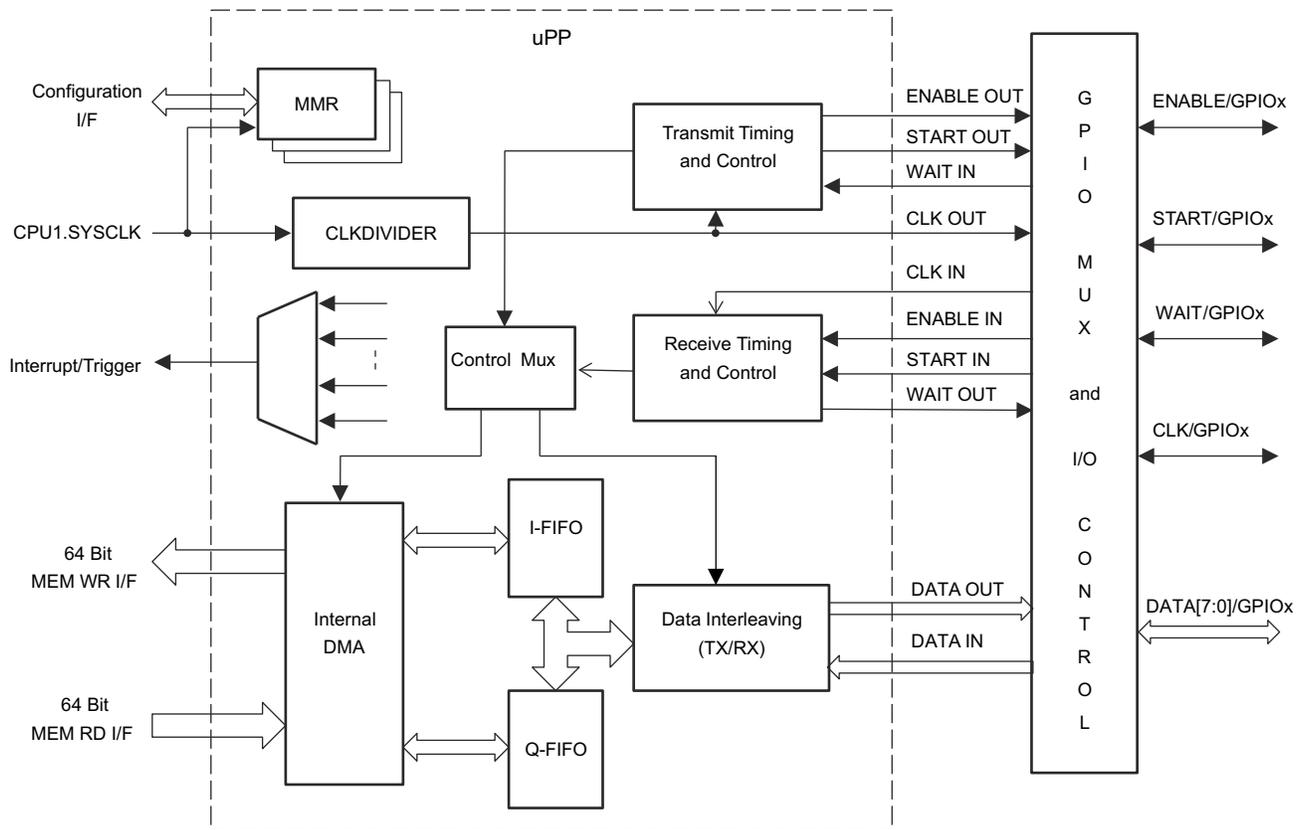 uPP
Configuration
I/F
MMR
CPU1.SYSCLK
CLKDIVIDER
Interrupt/Trigger
Control Mux
Transmit Timing
and Control
Receive Timing
and Control
ENABLE OUT
START OUT
WAIT IN
CLK OUT
CLK IN
ENABLE IN
START IN
WAIT OUT
64 Bit
MEM WR I/F
64 Bit
MEM RD I/F
Internal
DMA
I-FIFO
Q-FIFO
Data Interleaving
(TX/RX)
DATA OUT
DATA IN
GPIO
MUX
and
I/O
CONTROL
ENABLE/GPIOx
START/GPIOx
WAIT/GPIOx
CLK/GPIOx
DATA[7:0]/GPIOx